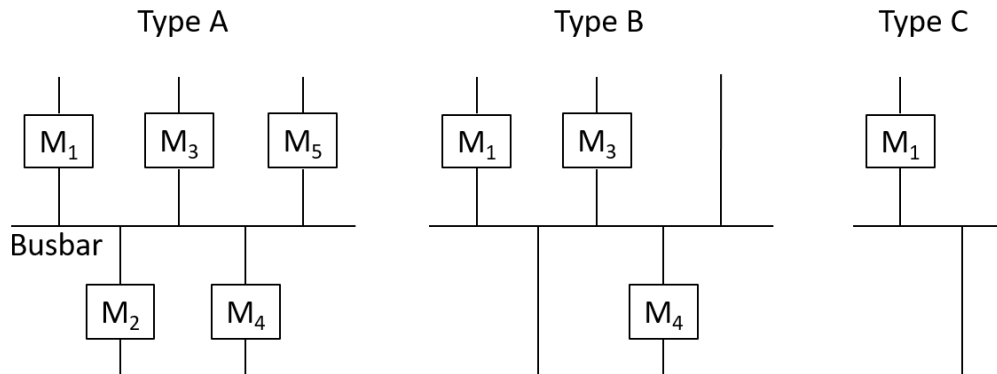 Type A
Type B
Type C
M₁
M₃
M₅
M₁
M₃
M₁
Busbar
M₂
M₄
M₄